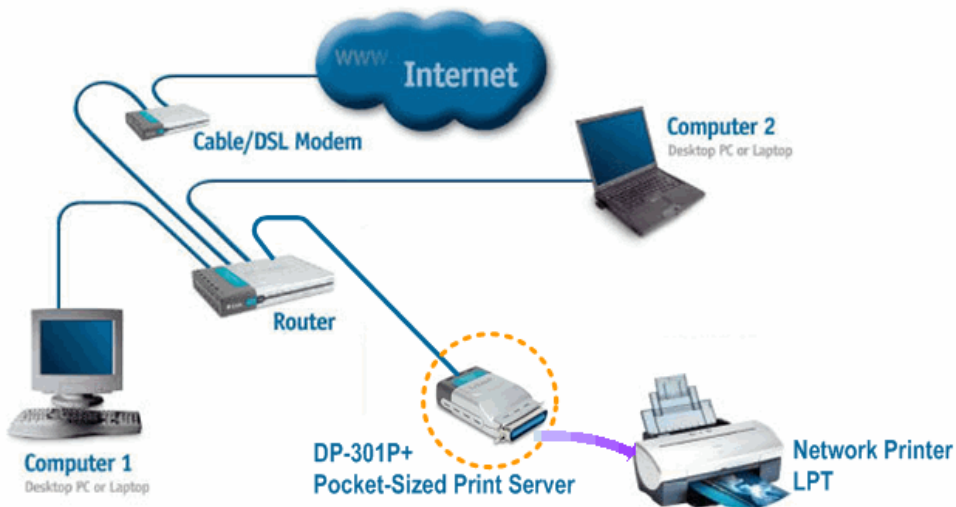 www
Internet
Cable/DSL Modem
Computer 2
Desktop PC or Laptop
Router
DP-301P+
Pocket-Sized Print Server
Network Printer
LPT
Computer 1
Desktop PC or Laptop